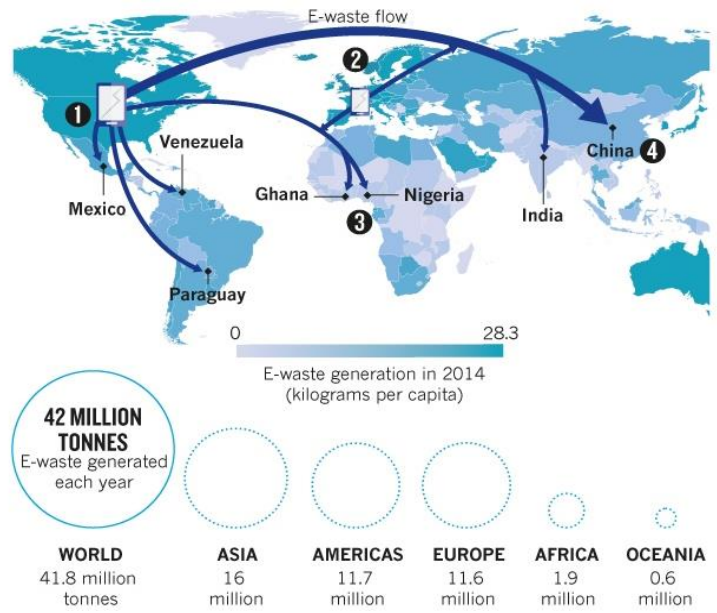 E-waste flow
2
1
Venezuela
China 4
Mexico
Ghana
Nigeria
India
3
Paraguay
0
28.3
E-waste generation in 2014
(kilograms per capita)
42 MILLION
TONNES
E-waste generated
each year
WORLD
41.8 million
tonnes
ASIA
16
million
AMERICAS
11.7
million
EUROPE
11.6
million
AFRICA
1.9
million
OCEANIA
0.6
million